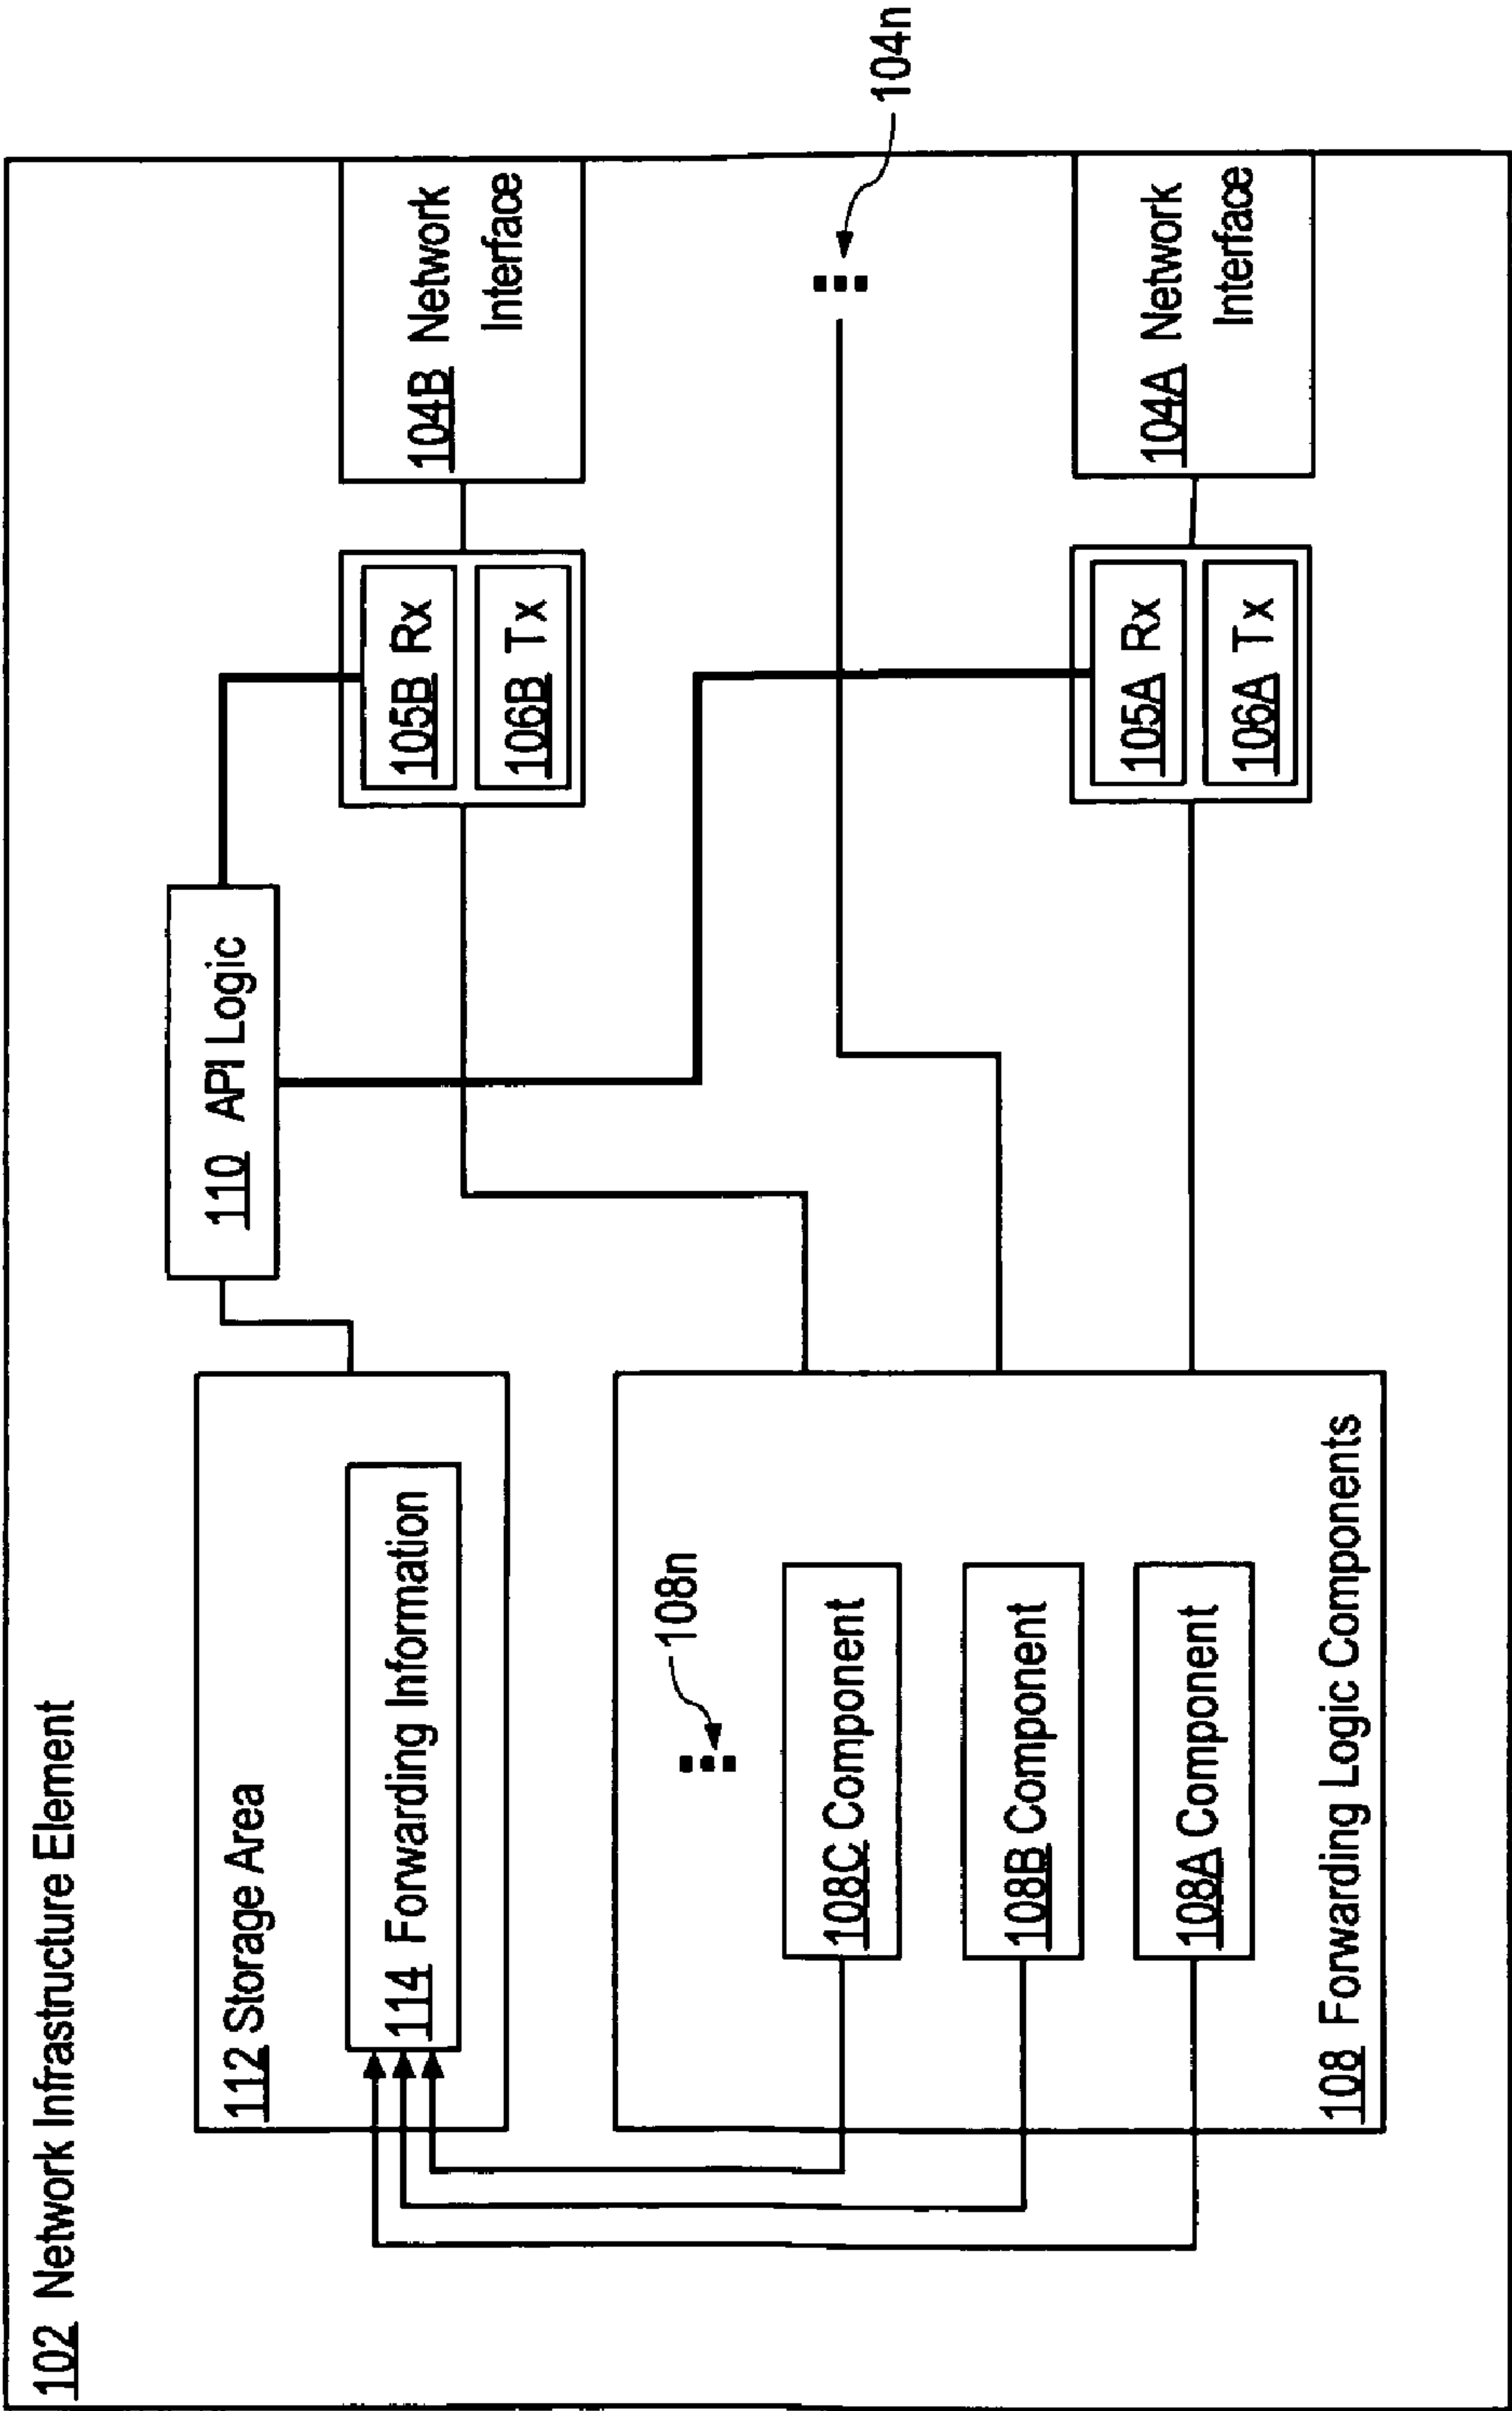 102 Network Infrastructure Element
112 Storage Area
114 Forwarding Information
110 API Logic
105B Rx
106B Tx
104B Network
Interface
108n
104n
108C Component
108B Component
108A Component
108 Forwarding Logic Components
105A Rx
106A Tx
104A Network
Interface